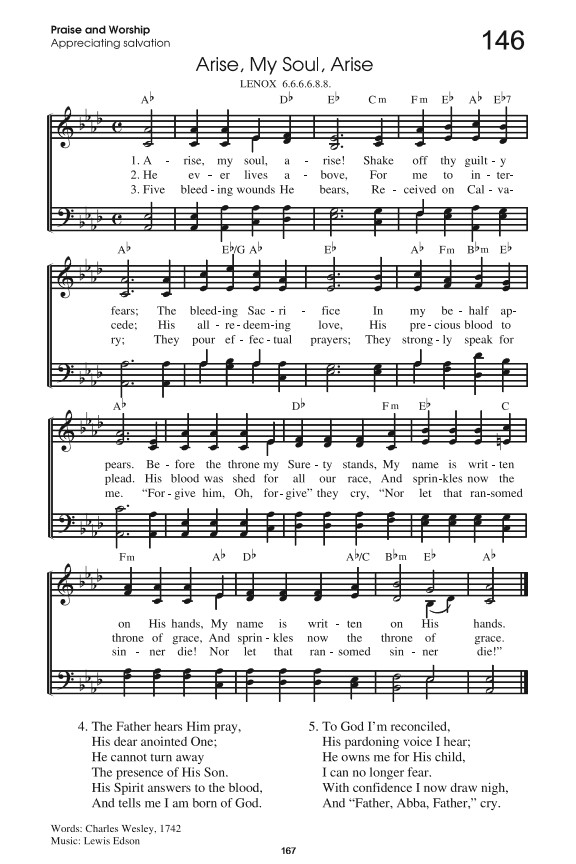 Praise and Worship
Appreciating salvation
146
Arise, My Soul, Arise
LENOX 6.6.6.6.8.8.
A♭ D♭ E♭ C m F m E♭ A♭ E♭7
1. A - rise, my soul, a - rise! Shake off thy guilt - y
2. He ev - er lives a - bove, For me to in - ter-
3. Five bleed - ing wounds He bears, Re - ceived on Cal - va-
A♭ E♭/G A♭ E♭ A♭ F m B♭m E♭
fears; The bleed-ing Sac - ri - fice In my be - half ap-
cede; His all - re - deem-ing love, His pre - cious blood to
ry; They pour ef - fec - tual prayers; They strong - ly speak for
A♭ D♭ F m E♭ C
pears. Be - fore the throne my Sure - ty stands, My name is writ - ten
plead. His blood was shed for all our race, And sprin-kles now the
me. “For-give him, Oh, for-give” they cry, “Nor let that ran-somed
F m A♭ D♭ A♭/C B♭m E♭ A♭
on His hands, My name is writ - ten on His hands.
throne of grace, And sprin - kles now the throne of grace.
sin - ner die! Nor let that ran - somed sin - ner die!”
4. The Father hears Him pray,
His dear anointed One;
He cannot turn away
The presence of His Son.
His Spirit answers to the blood,
And tells me I am born of God.
5. To God I’m reconciled,
His pardoning voice I hear;
He owns me for His child,
I can no longer fear.
With confidence I now draw nigh,
And “Father, Abba, Father,” cry.
Words: Charles Wesley, 1742
Music: Lewis Edson
167